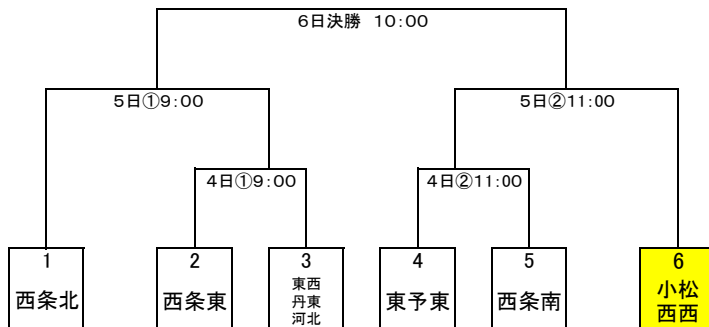 6日決勝 10:00
5日①9:00
5日②11:00
4日①9:00
4日②11:00
1
西条北
2
西条東
3
東西
丹東
河北
4
東予東
5
西条南
6
小松
西西